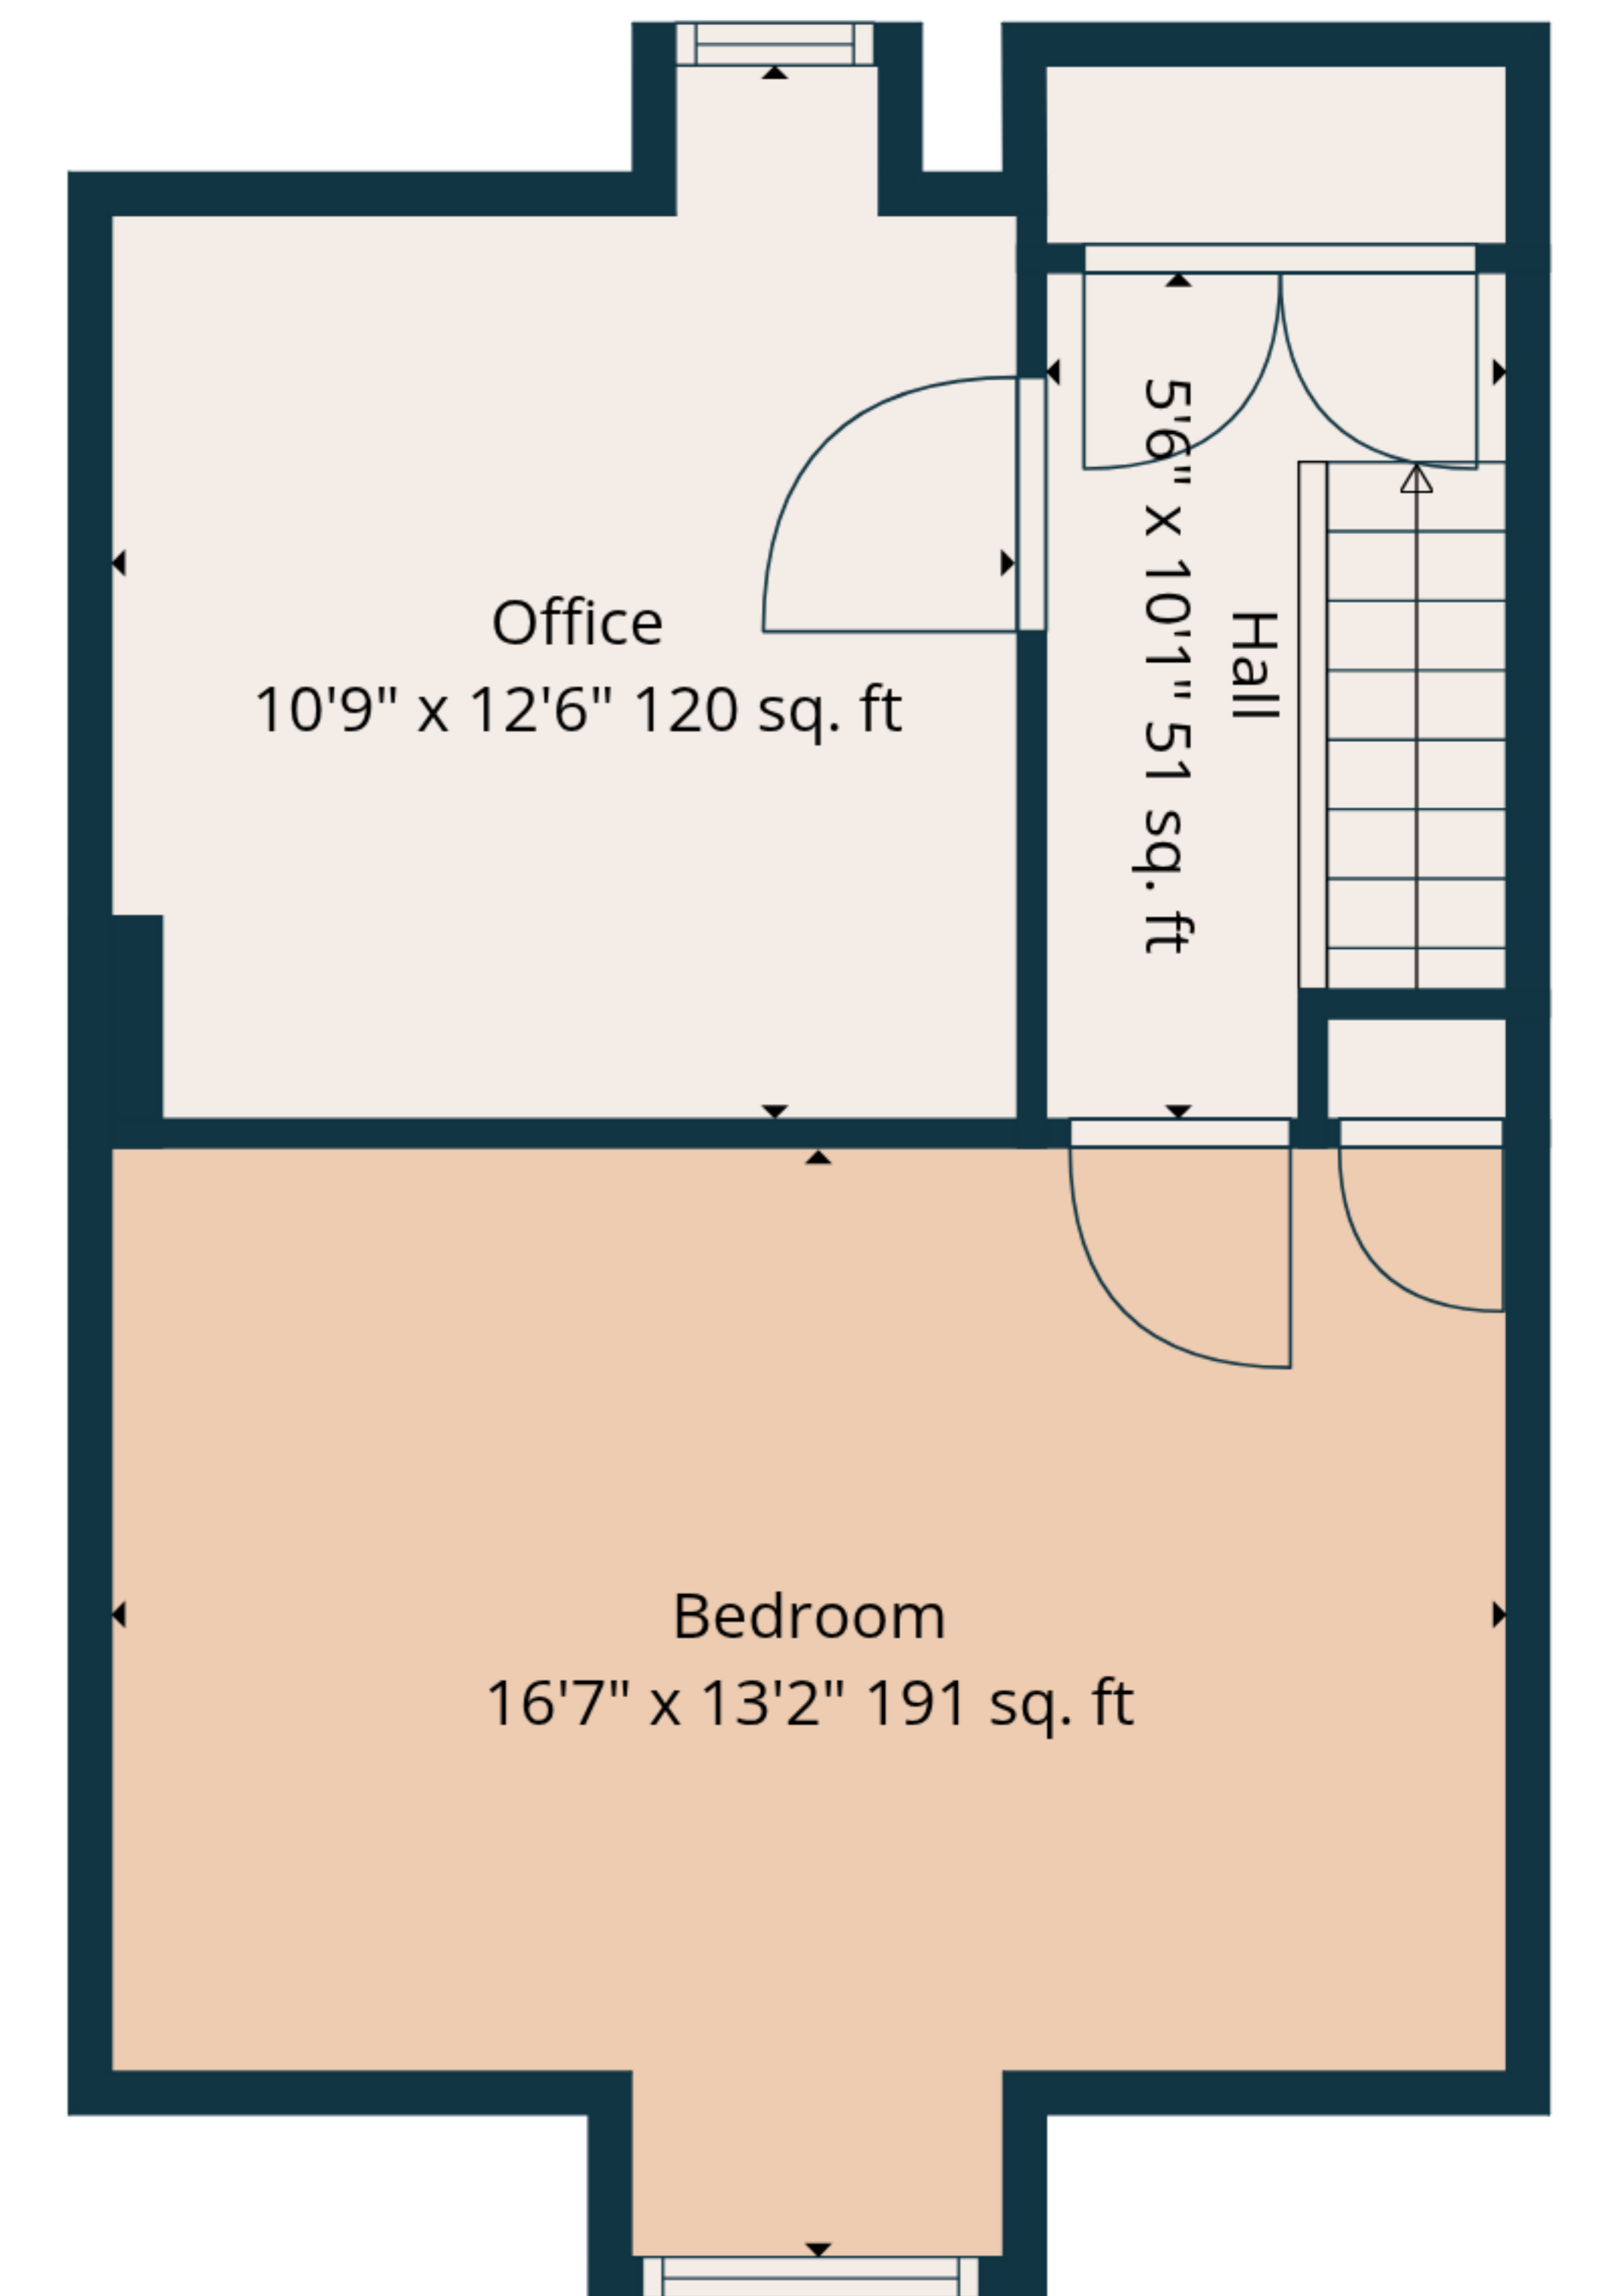 Office
10'9" x 12'6" 120 sq. ft
Hall
5'6" x 10'1" 51 sq. ft
Bedroom
16'7" x 13'2" 191 sq. ft